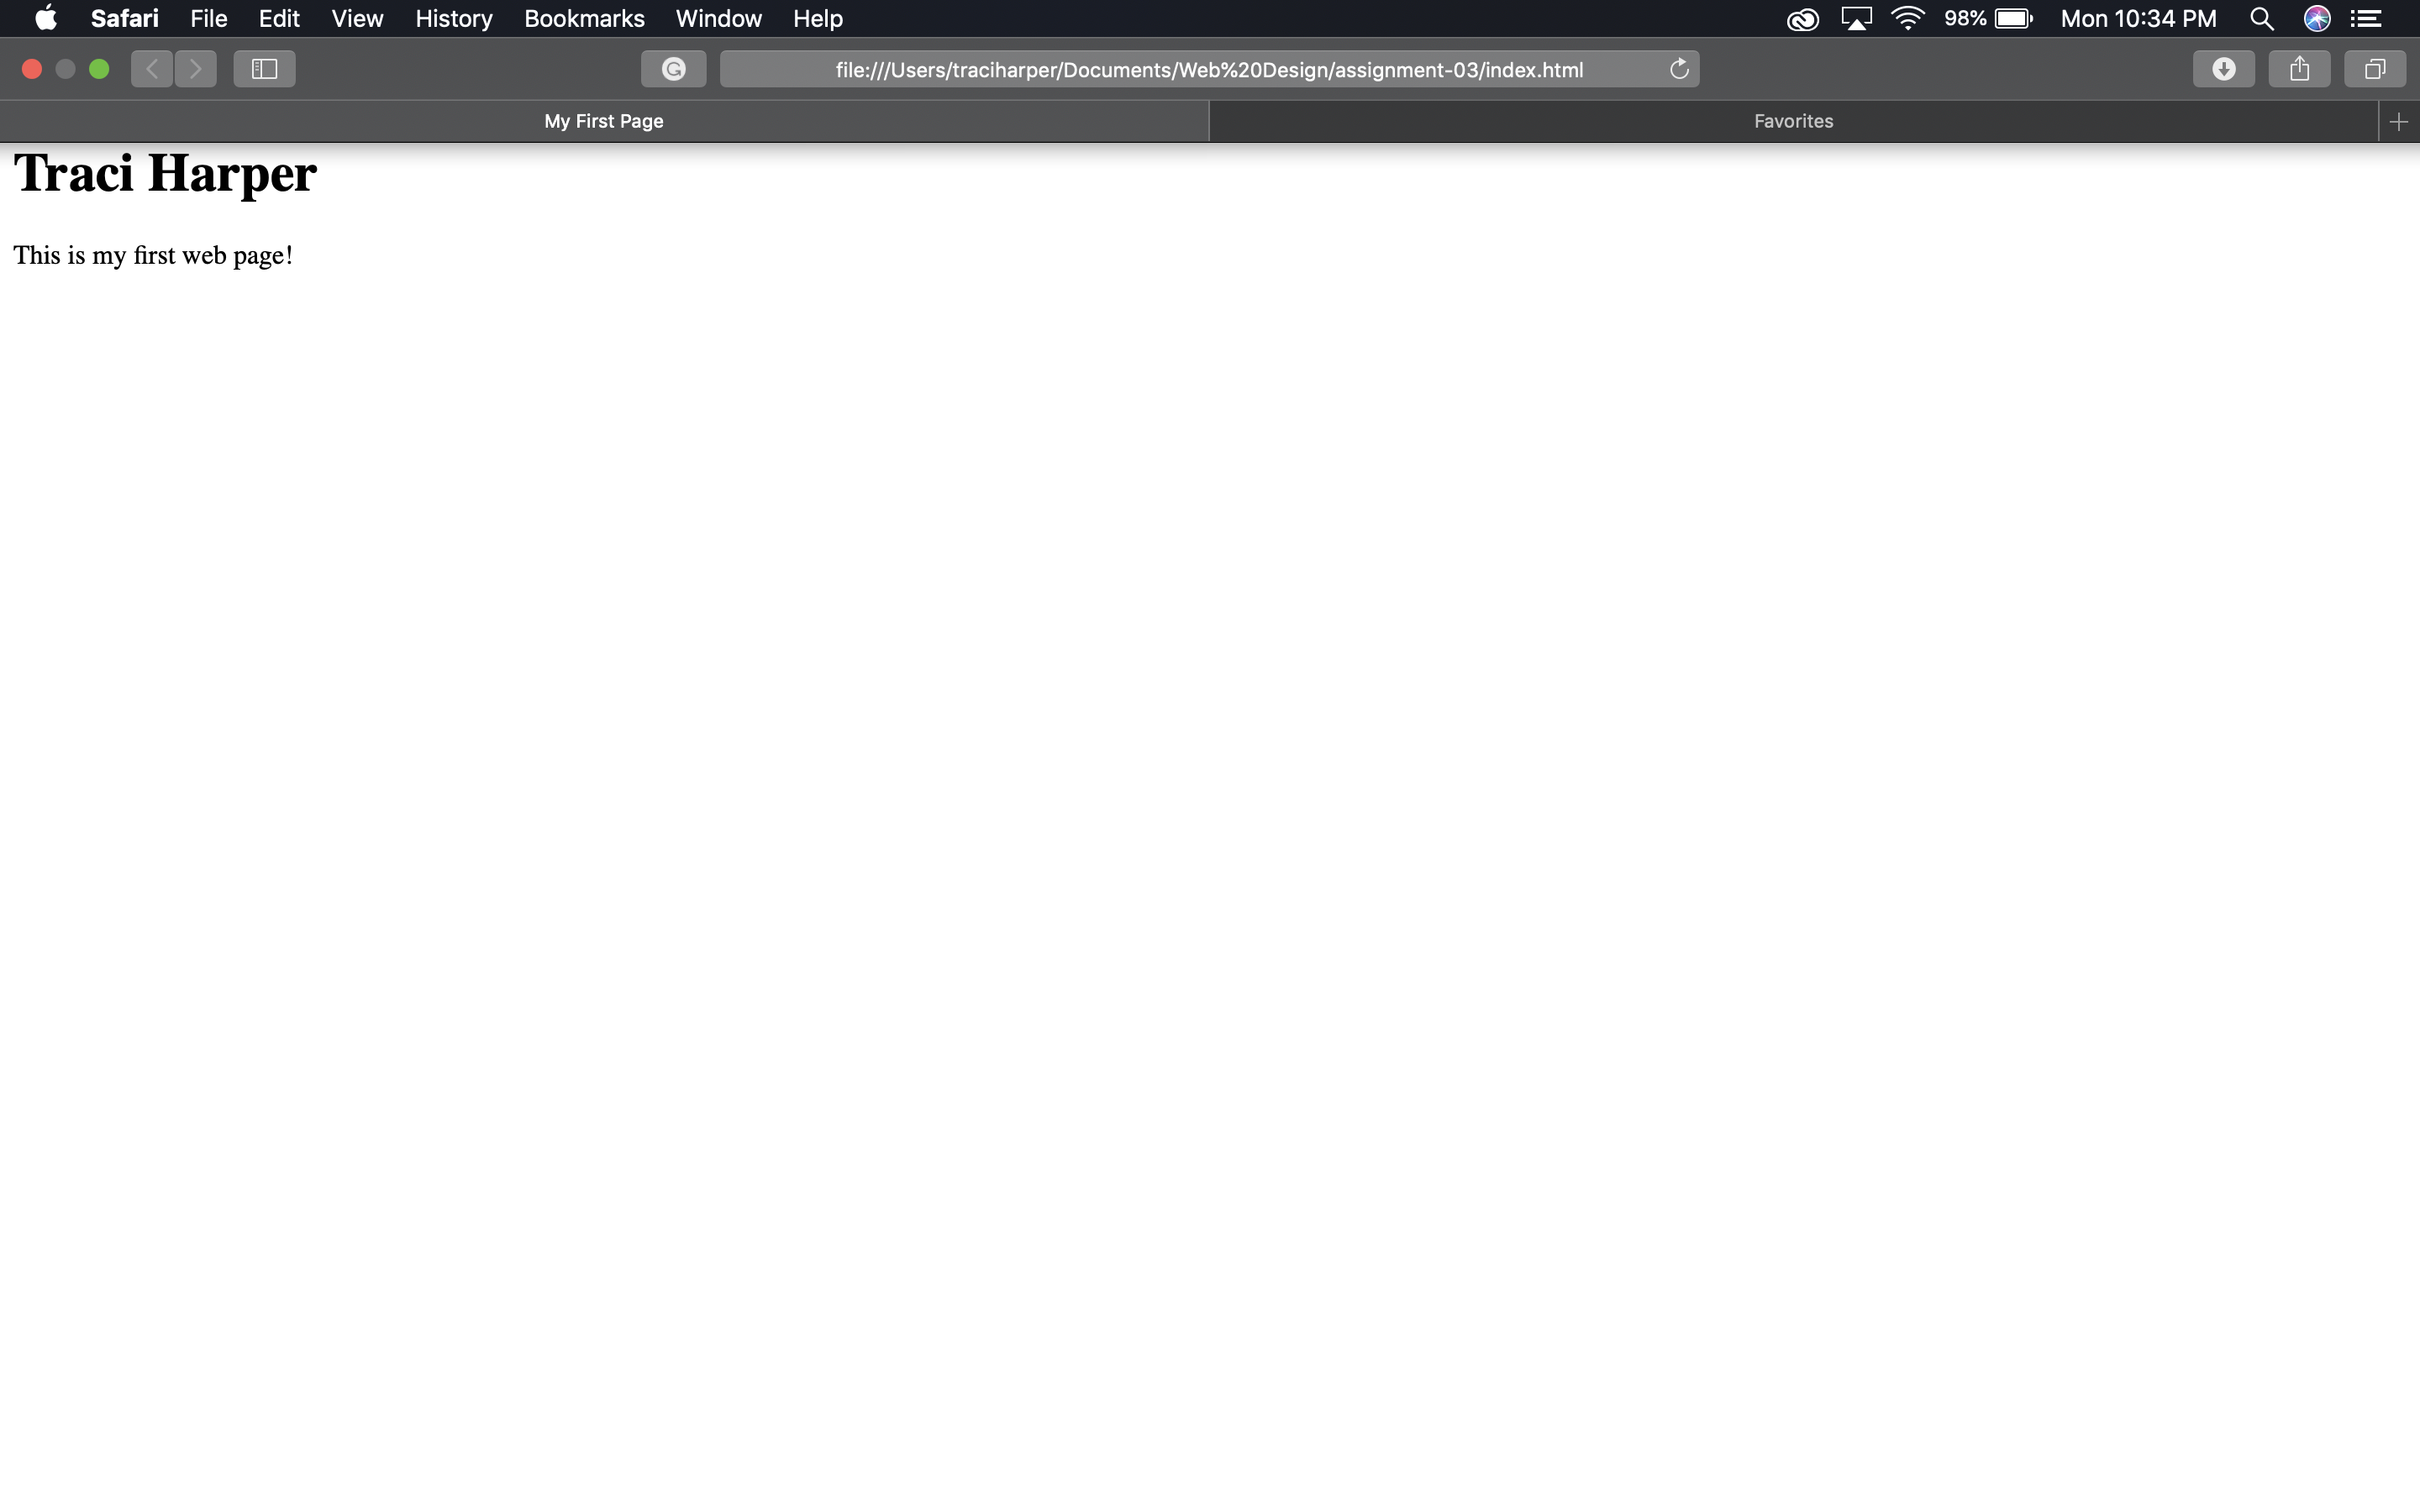 Safari File Edit View History Bookmarks Window Help 98% Mon 10:34 PM
G file:///Users/traciharper/Documents/Web%20Design/assignment-03/index.html
My First Page Favorites
Traci Harper
This is my first web page!